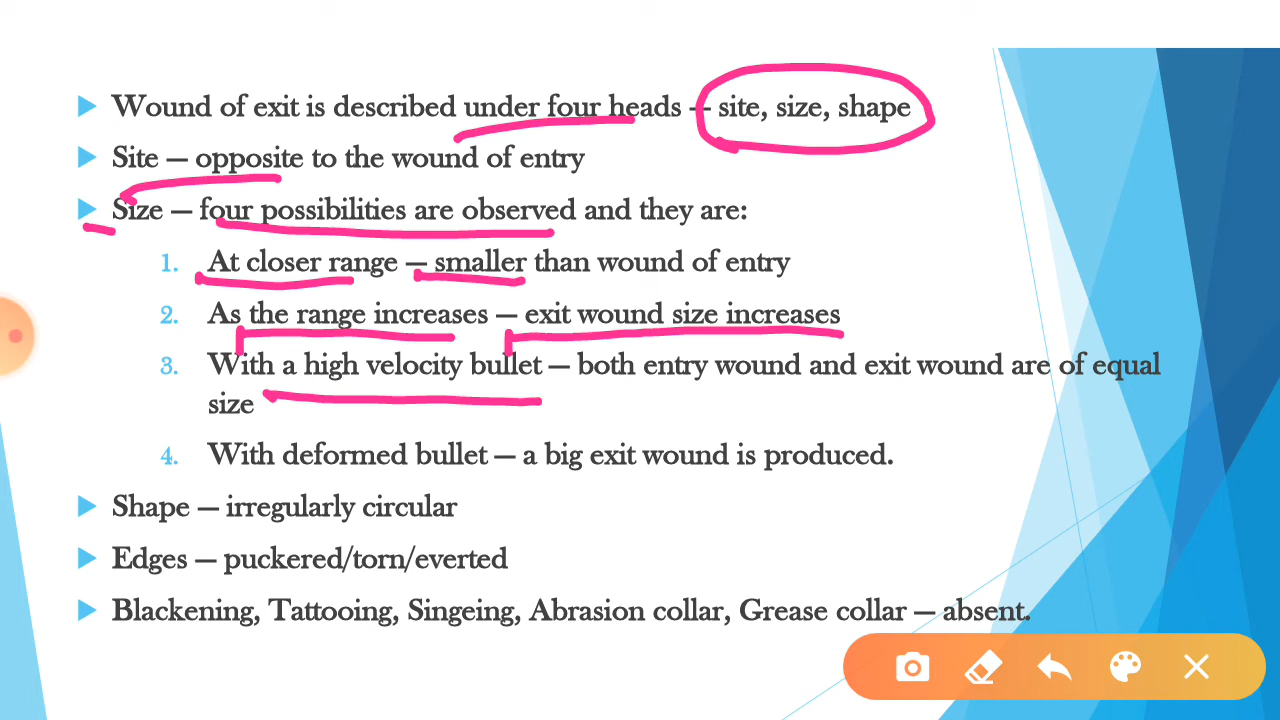 Wound of exit is described under four heads – site, size, shape
Site – opposite to the wound of entry
Size – four possibilities are observed and they are:
1. At closer range – smaller than wound of entry
2. As the range increases – exit wound size increases
3. With a high velocity bullet – both entry wound and exit wound are of equal
size
4. With deformed bullet – a big exit wound is produced.
Shape – irregularly circular
Edges – puckered/torn/everted
Blackening, Tattooing, Singeing, Abrasion collar, Grease collar – absent.